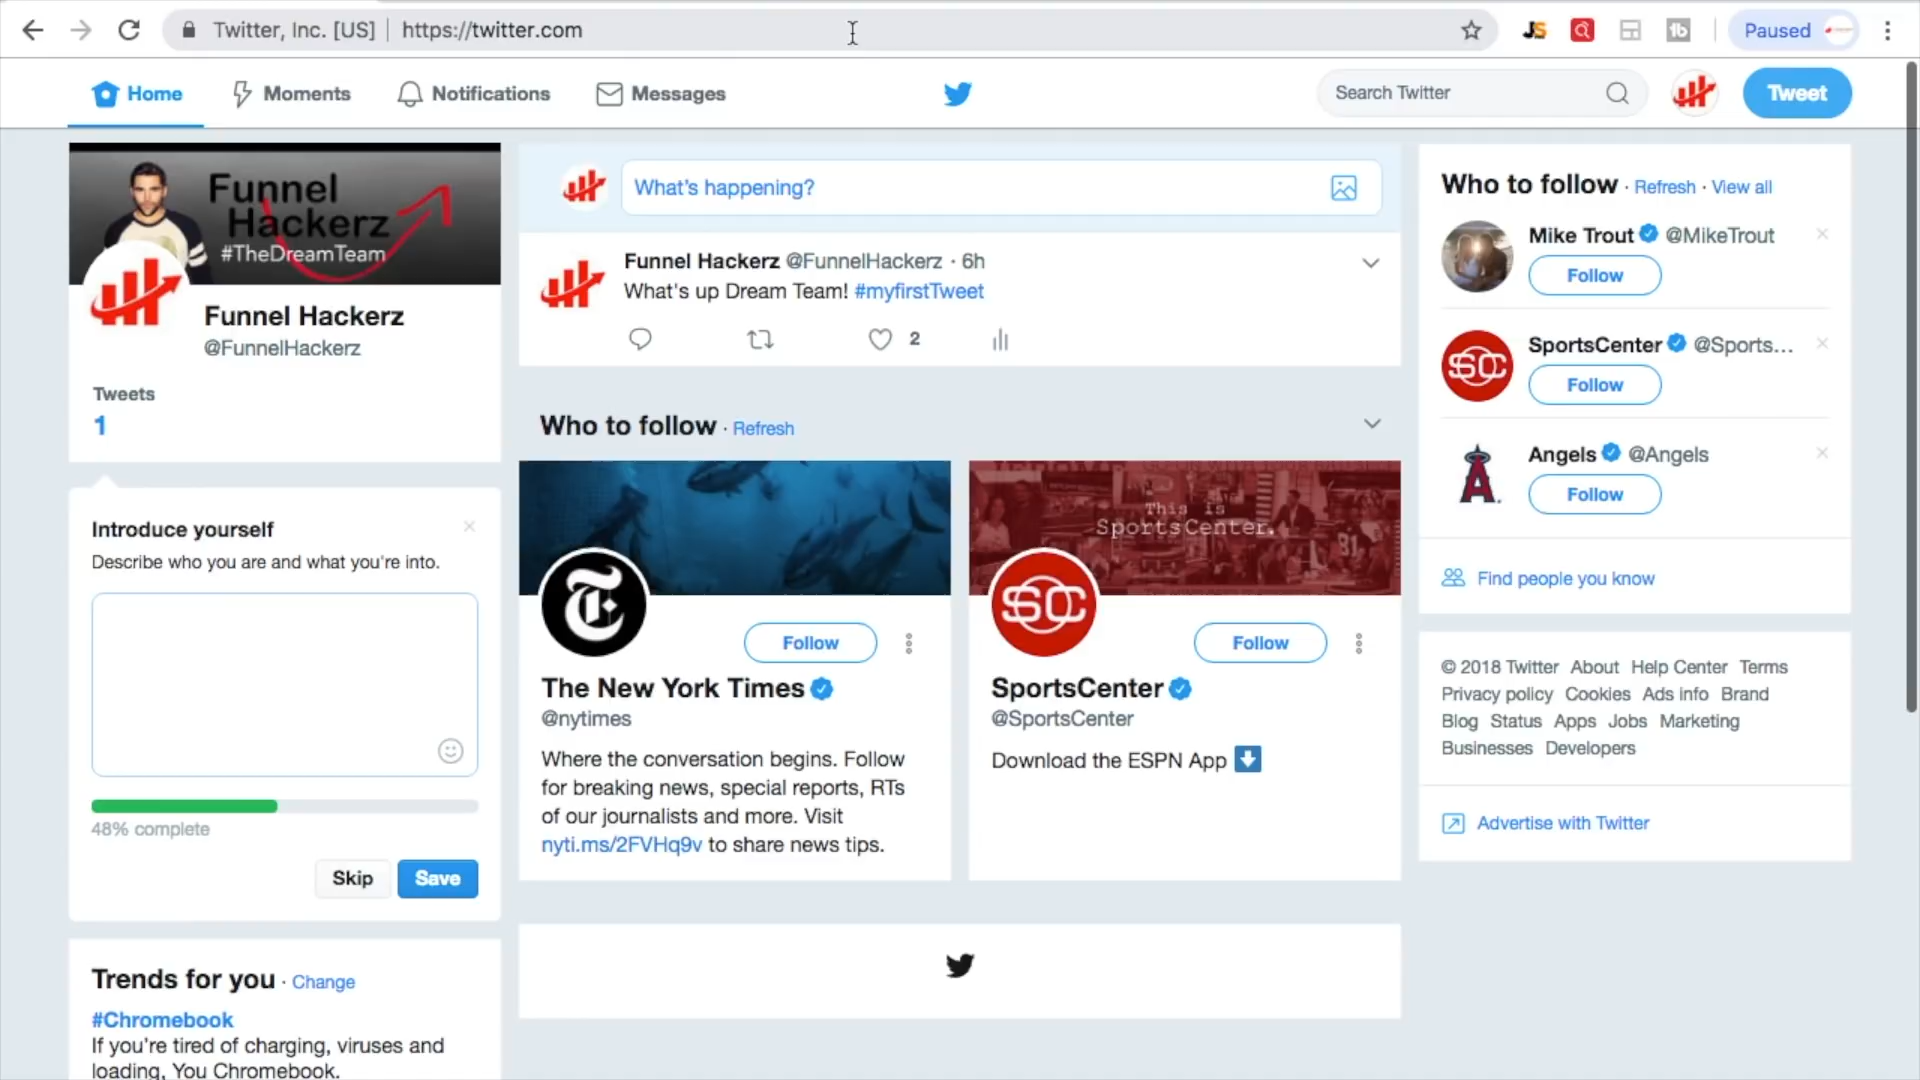 Twitter, Inc. [US] https://twitter.com
Paused
Home Moments Notifications Messages
Search Twitter
Tweet
Funnel
Hackerz
#TheDreamTeam
Funnel Hackerz
@FunnelHackerz
Tweets
1
Introduce yourself
Describe who you are and what you're into.
48% complete
Skip Save
Trends for you · Change
#Chromebook
If you're tired of charging, viruses and
loading, You Chromebook.
What's happening?
Funnel Hackerz @FunnelHackerz · 6h
What's up Dream Team! #myfirstTweet
2
Who to follow · Refresh
Follow
The New York Times
@nytimes
Where the conversation begins. Follow
for breaking news, special reports, RTs
of our journalists and more. Visit
nyti.ms/2FVHq9v to share news tips.
This is
SportsCenter.
SC
Follow
SportsCenter
@SportsCenter
Download the ESPN App
Who to follow · Refresh · View all
Mike Trout @MikeTrout
Follow
SC
SportsCenter @Sports...
Follow
Angels @Angels
Follow
Find people you know
© 2018 Twitter About Help Center Terms
Privacy policy Cookies Ads info Brand
Blog Status Apps Jobs Marketing
Businesses Developers
Advertise with Twitter